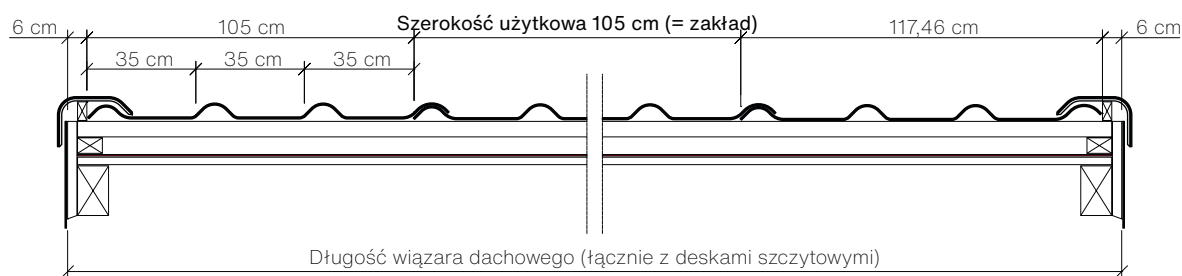 Szerokość użytkowa 105 cm (= zakład)
6 cm
105 cm
117,46 cm
6 cm
35 cm
35 cm
35 cm
Długość wiązara dachowego (łącznie z deskami szczytowymi)